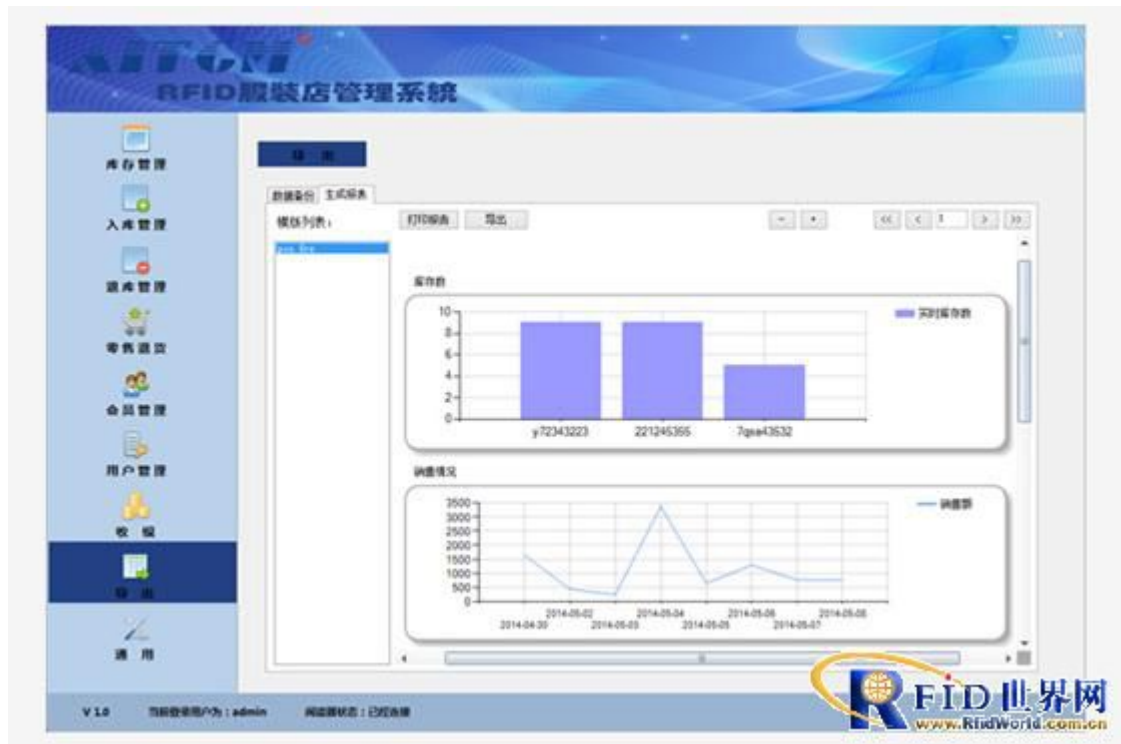 AITCM
RFID服装店管理系统
库存管理
入库管理
退库管理
零售退货
会员管理
用户管理
收银
导出
通用
导出
数据备份 生成报表
模版列表：
打印报表 导出 - + << < 1 > >>
库存数
10
8
6
4
2
0
实时库存数
y72343223 221245355 7qsa43532
销售情况
3500
3000
2500
2000
1500
1000
500
0
销售额
2014-05-02 2014-05-04 2014-05-06 2014-05-08
2014-04-30 2014-05-03 2014-05-05 2014-05-07
V 1.0 当前登录用户为：admin 阅读器状态：已经连接
RFID世界网
www.RfidWorld.com.cn